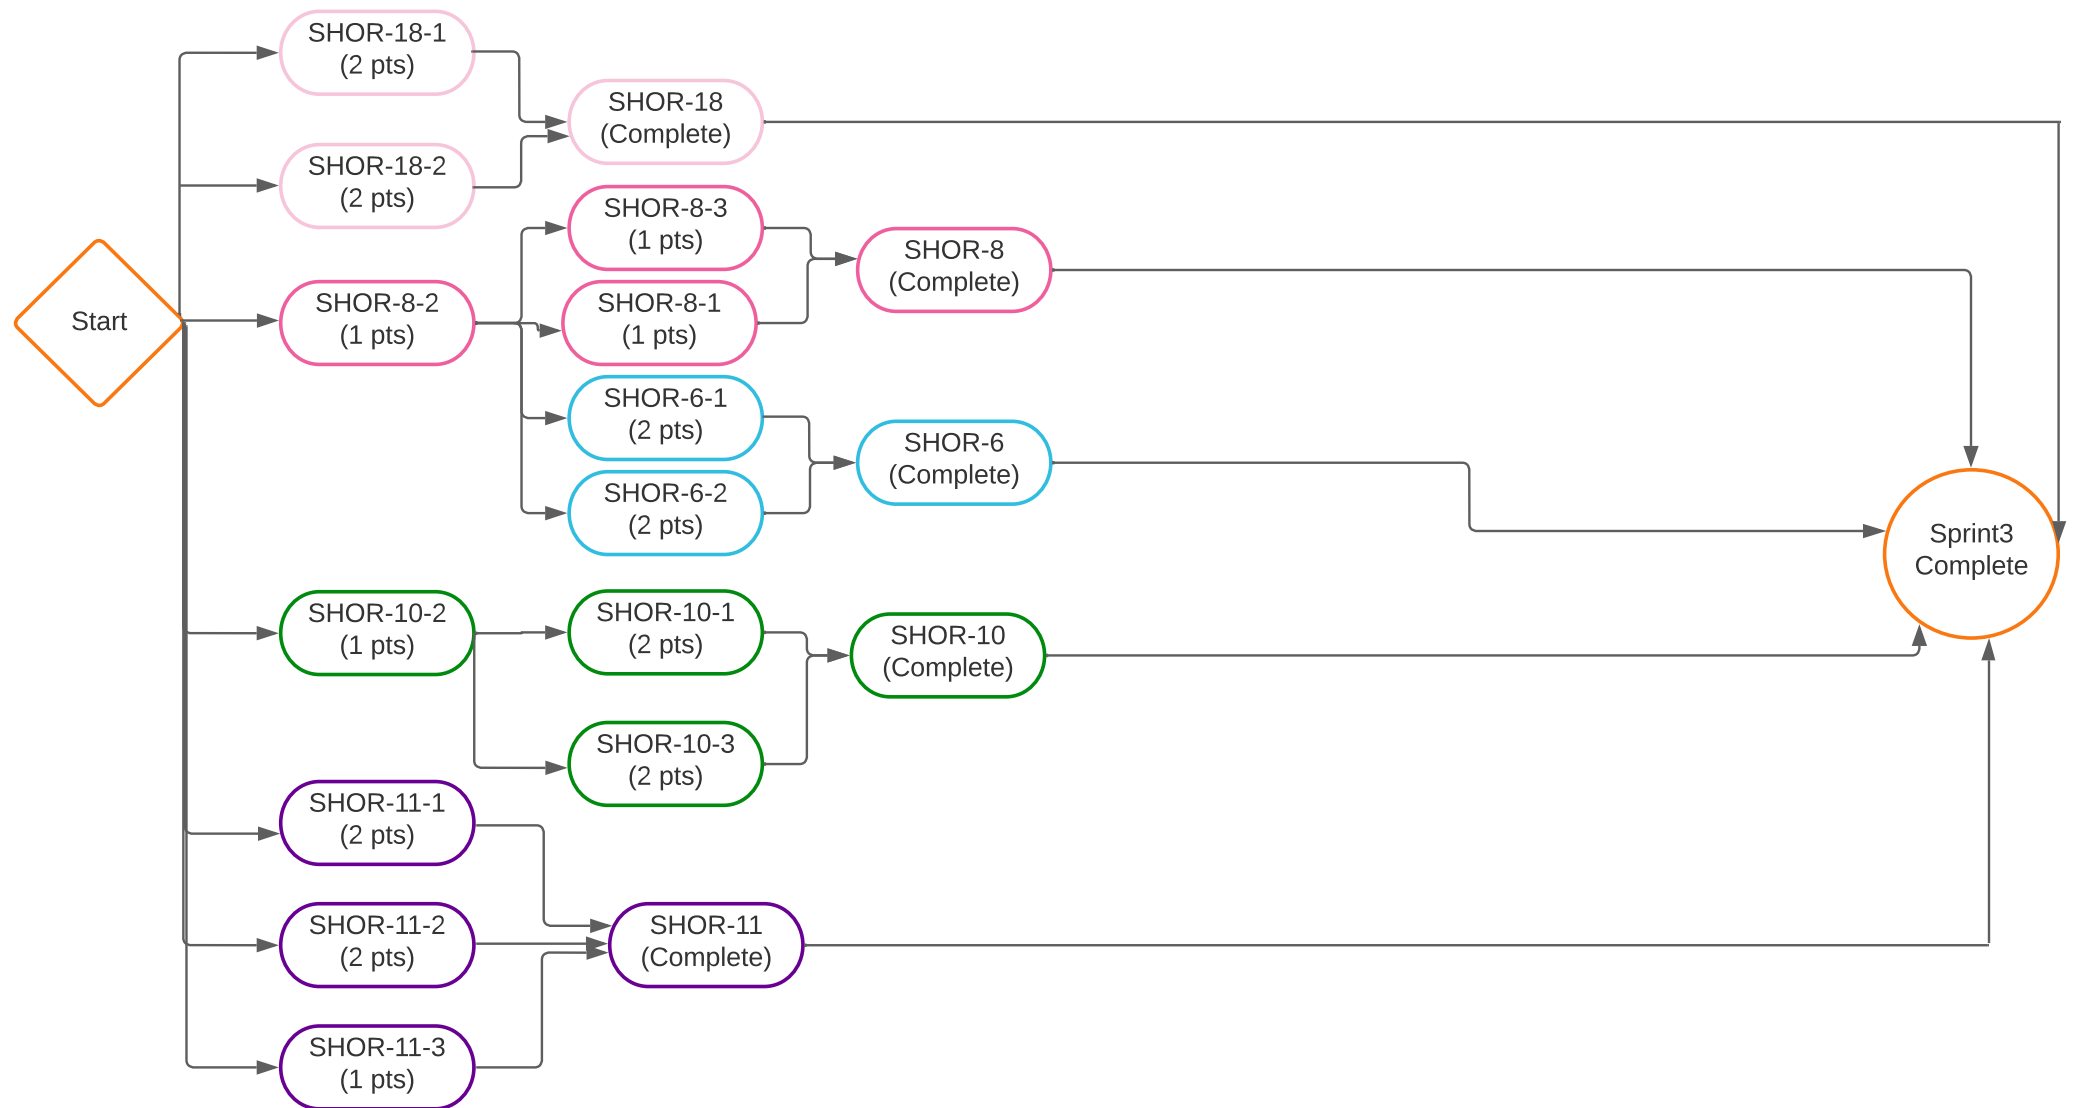 SHOR-18-1
(2 pts)
SHOR-18
(Complete)
SHOR-18-2
(2 pts)
SHOR-8-3
(1 pts)
SHOR-8
(Complete)
Start
SHOR-8-2
(1 pts)
SHOR-8-1
(1 pts)
SHOR-6-1
(2 pts)
SHOR-6
(Complete)
SHOR-6-2
(2 pts)
Sprint3
Complete
SHOR-10-2
(1 pts)
SHOR-10-1
(2 pts)
SHOR-10
(Complete)
SHOR-10-3
(2 pts)
SHOR-11-1
(2 pts)
SHOR-11-2
(2 pts)
SHOR-11
(Complete)
SHOR-11-3
(1 pts)